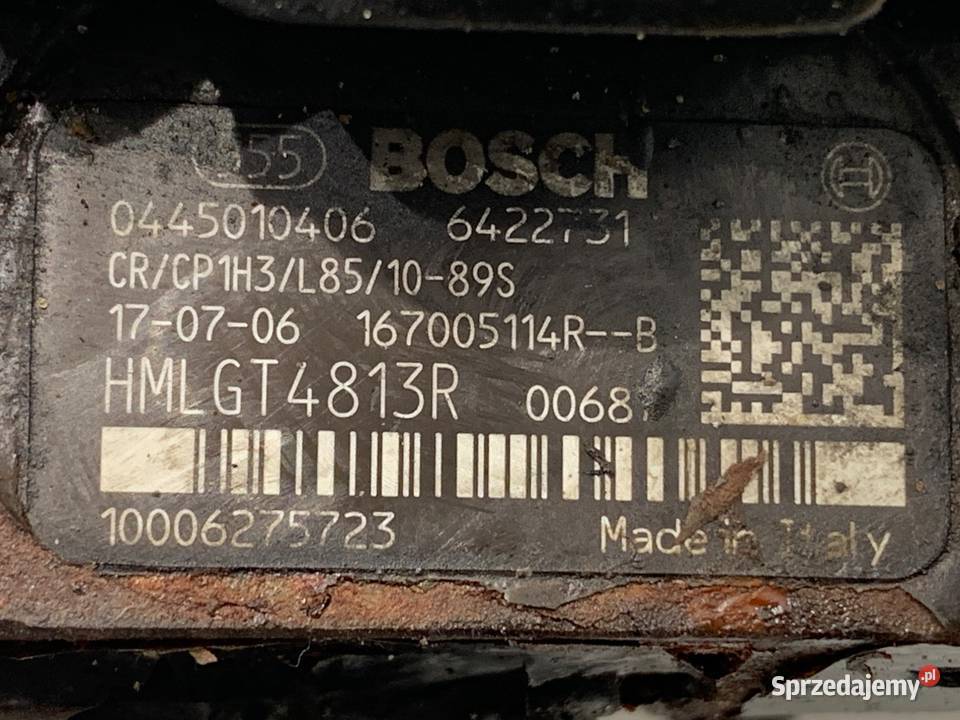 55 BOSCH
0445010406 6422731
CR/CP1H3/L85/10-89S
17-07-06 167005114R--B
HMLGT4813R 0068
10006275723 Made in Italy
Sprzedajemy.pl